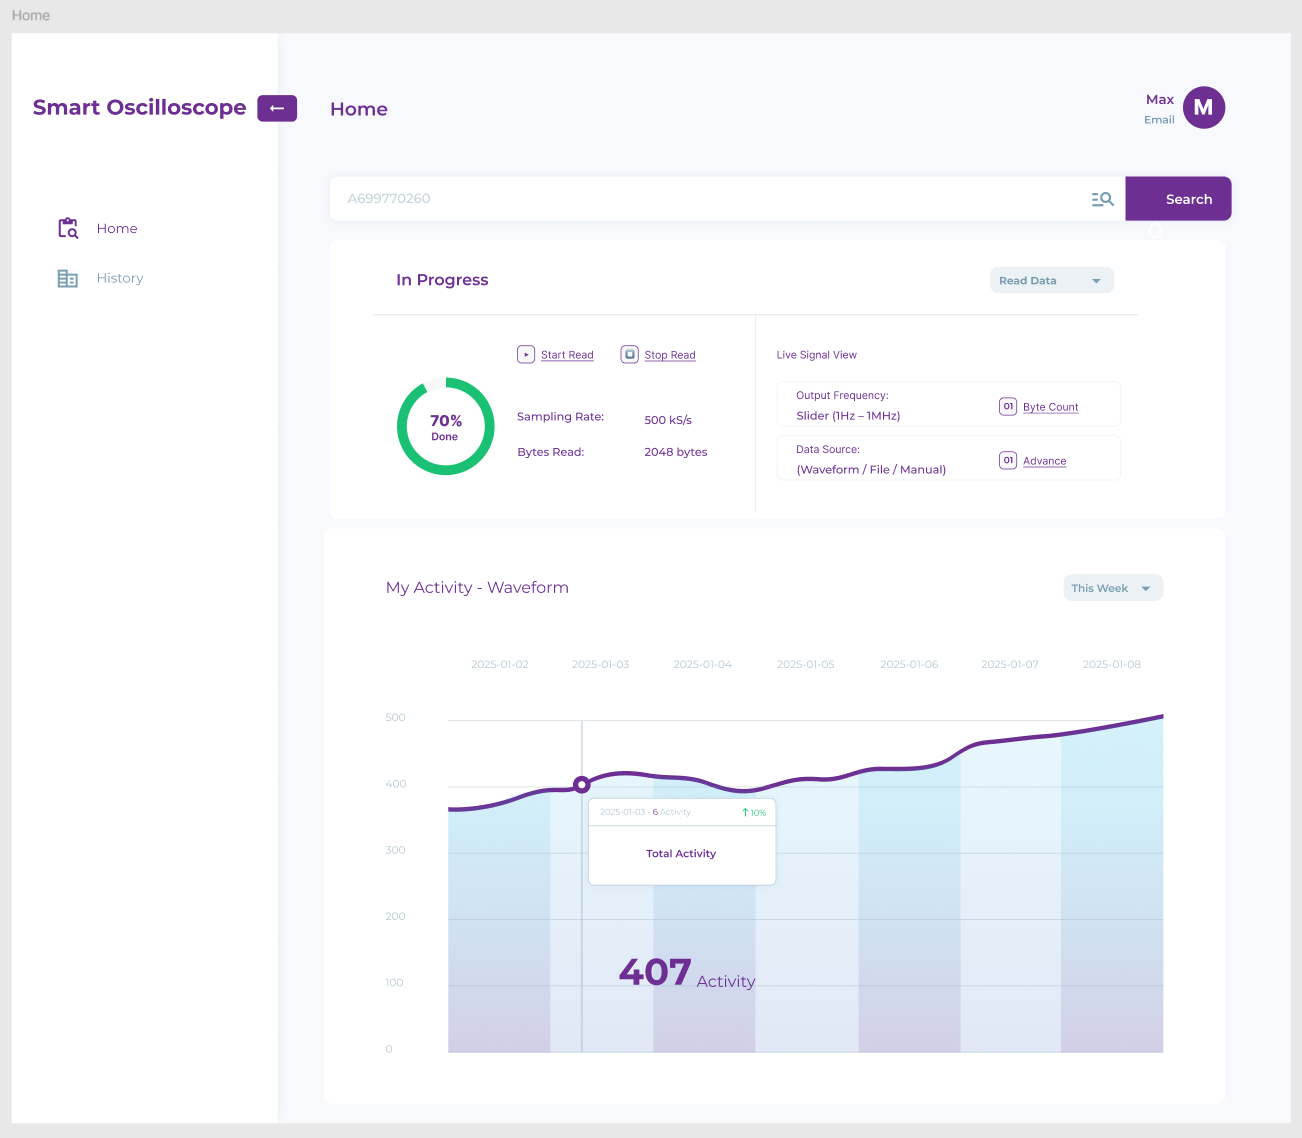 Home
Smart Oscilloscope
Home
Max
Email
M
Home
History
A699770260
Search
In Progress
Read Data
Start Read
Stop Read
70%
Done
Sampling Rate:
500 kS/s
Bytes Read:
2048 bytes
Live Signal View
Output Frequency:
Slider (1Hz – 1MHz)
01 Byte Count
Data Source:
(Waveform / File / Manual)
01 Advance
My Activity - Waveform
This Week
2025-01-02 2025-01-03 2025-01-04 2025-01-05 2025-01-06 2025-01-07 2025-01-08
500
400
300
200
100
0
2025-01-03 - 6 Activity
↑ 10%
Total Activity
407 Activity